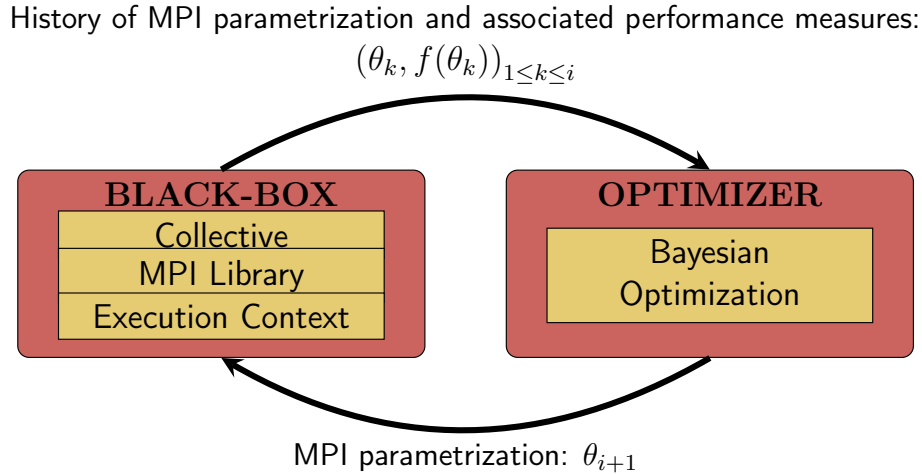 History of MPI parametrization and associated performance measures:
(θ_k, f(θ_k))_{1≤k≤i}
BLACK-BOX
Collective
MPI Library
Execution Context
OPTIMIZER
Bayesian
Optimization
MPI parametrization: θ_{i+1}